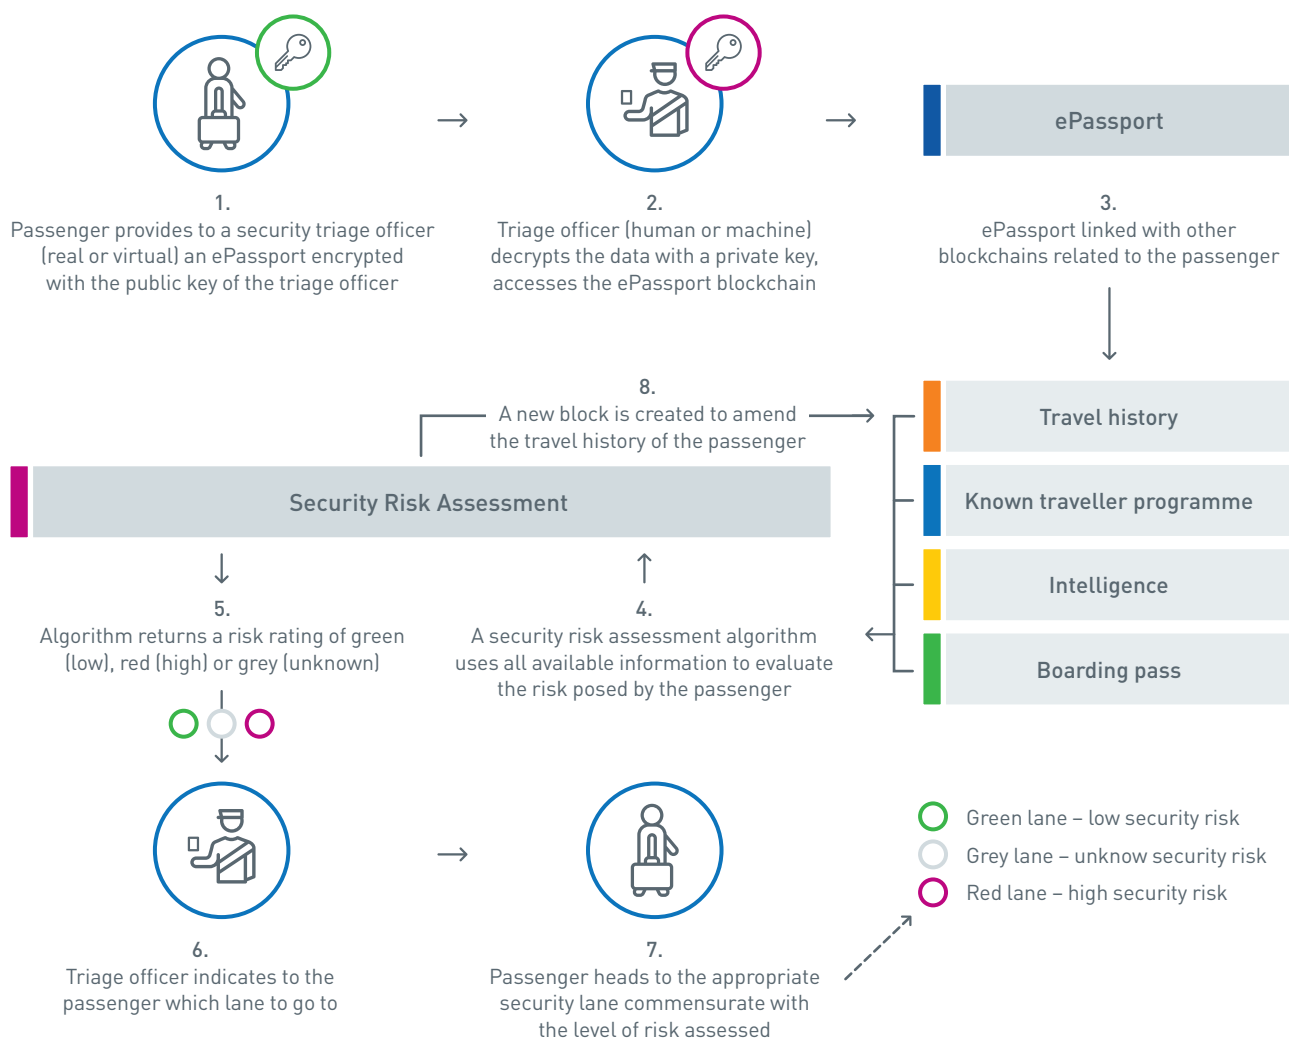 ePassport
1.
Passenger provides to a security triage officer
(real or virtual) an ePassport encrypted
with the public key of the triage officer
2.
Triage officer (human or machine)
decrypts the data with a private key,
accesses the ePassport blockchain
3.
ePassport linked with other
blockchains related to the passenger
8.
A new block is created to amend
the travel history of the passenger
Travel history
Known traveller programme
Intelligence
Boarding pass
Security Risk Assessment
4.
A security risk assessment algorithm
uses all available information to evaluate
the risk posed by the passenger
5.
Algorithm returns a risk rating of green
(low), red (high) or grey (unknown)
6.
Triage officer indicates to the
passenger which lane to go to
7.
Passenger heads to the appropriate
security lane commensurate with
the level of risk assessed
Green lane – low security risk
Grey lane – unknow security risk
Red lane – high security risk